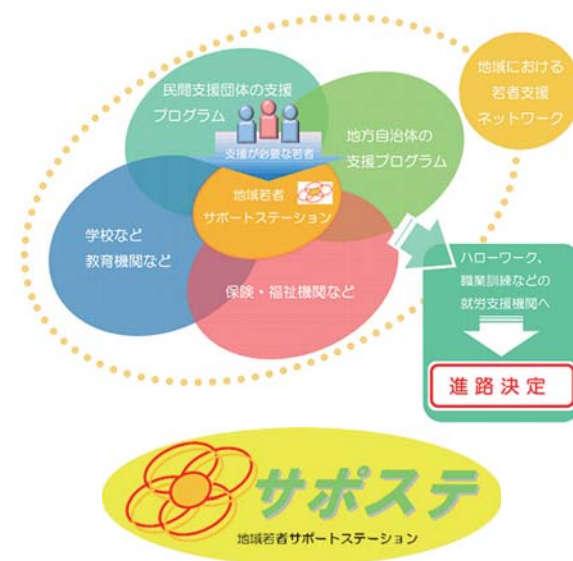 民間支援団体の支援
プログラム
地域における
若者支援
ネットワーク
支援が必要な若者
地方自治体の
支援プログラム
地域若者
サポートステーション
学校など
教育機関など
保険・福祉機関など
ハローワーク、
職業訓練などの
就労支援機関へ
進路決定
サポステ
地域若者サポートステーション